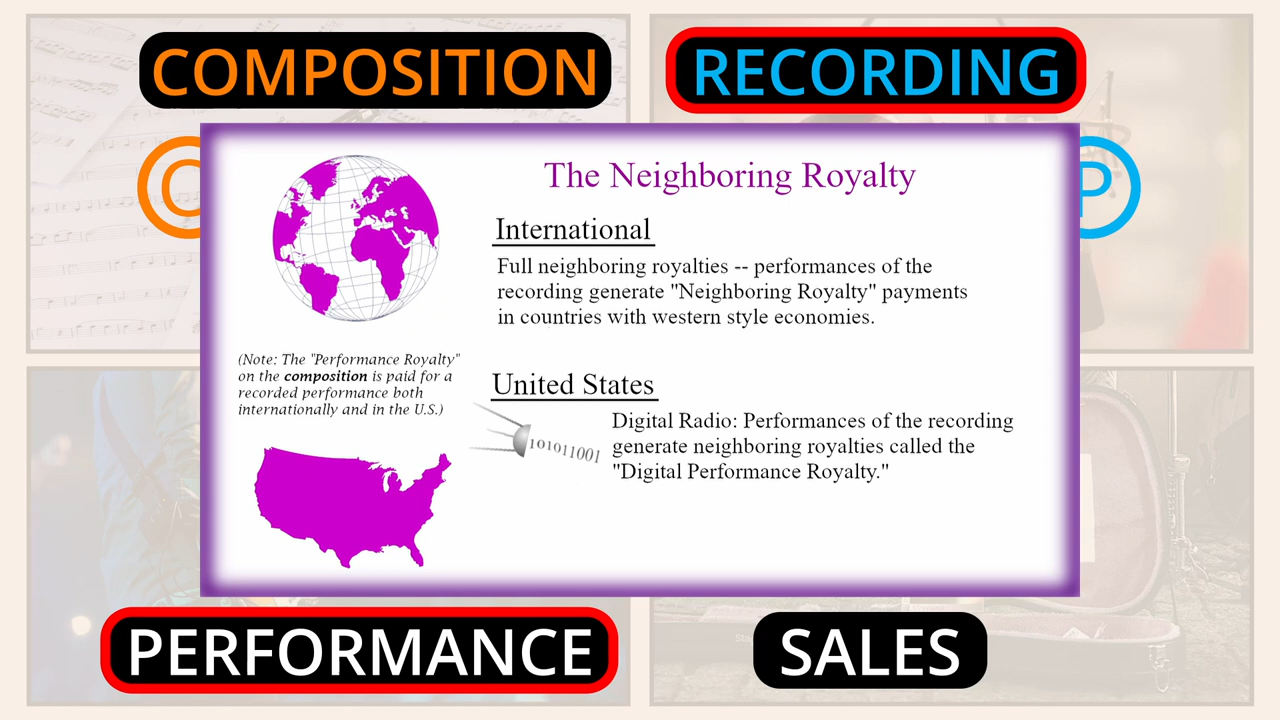 COMPOSITION
RECORDING
C
P
The Neighboring Royalty
International
Full neighboring royalties -- performances of the
recording generate "Neighboring Royalty" payments
in countries with western style economies.
(Note: The "Performance Royalty"
on the composition is paid for a
recorded performance both
internationally and in the U.S.)
United States
101011001
Digital Radio: Performances of the recording
generate neighboring royalties called the
"Digital Performance Royalty."
PERFORMANCE
SALES